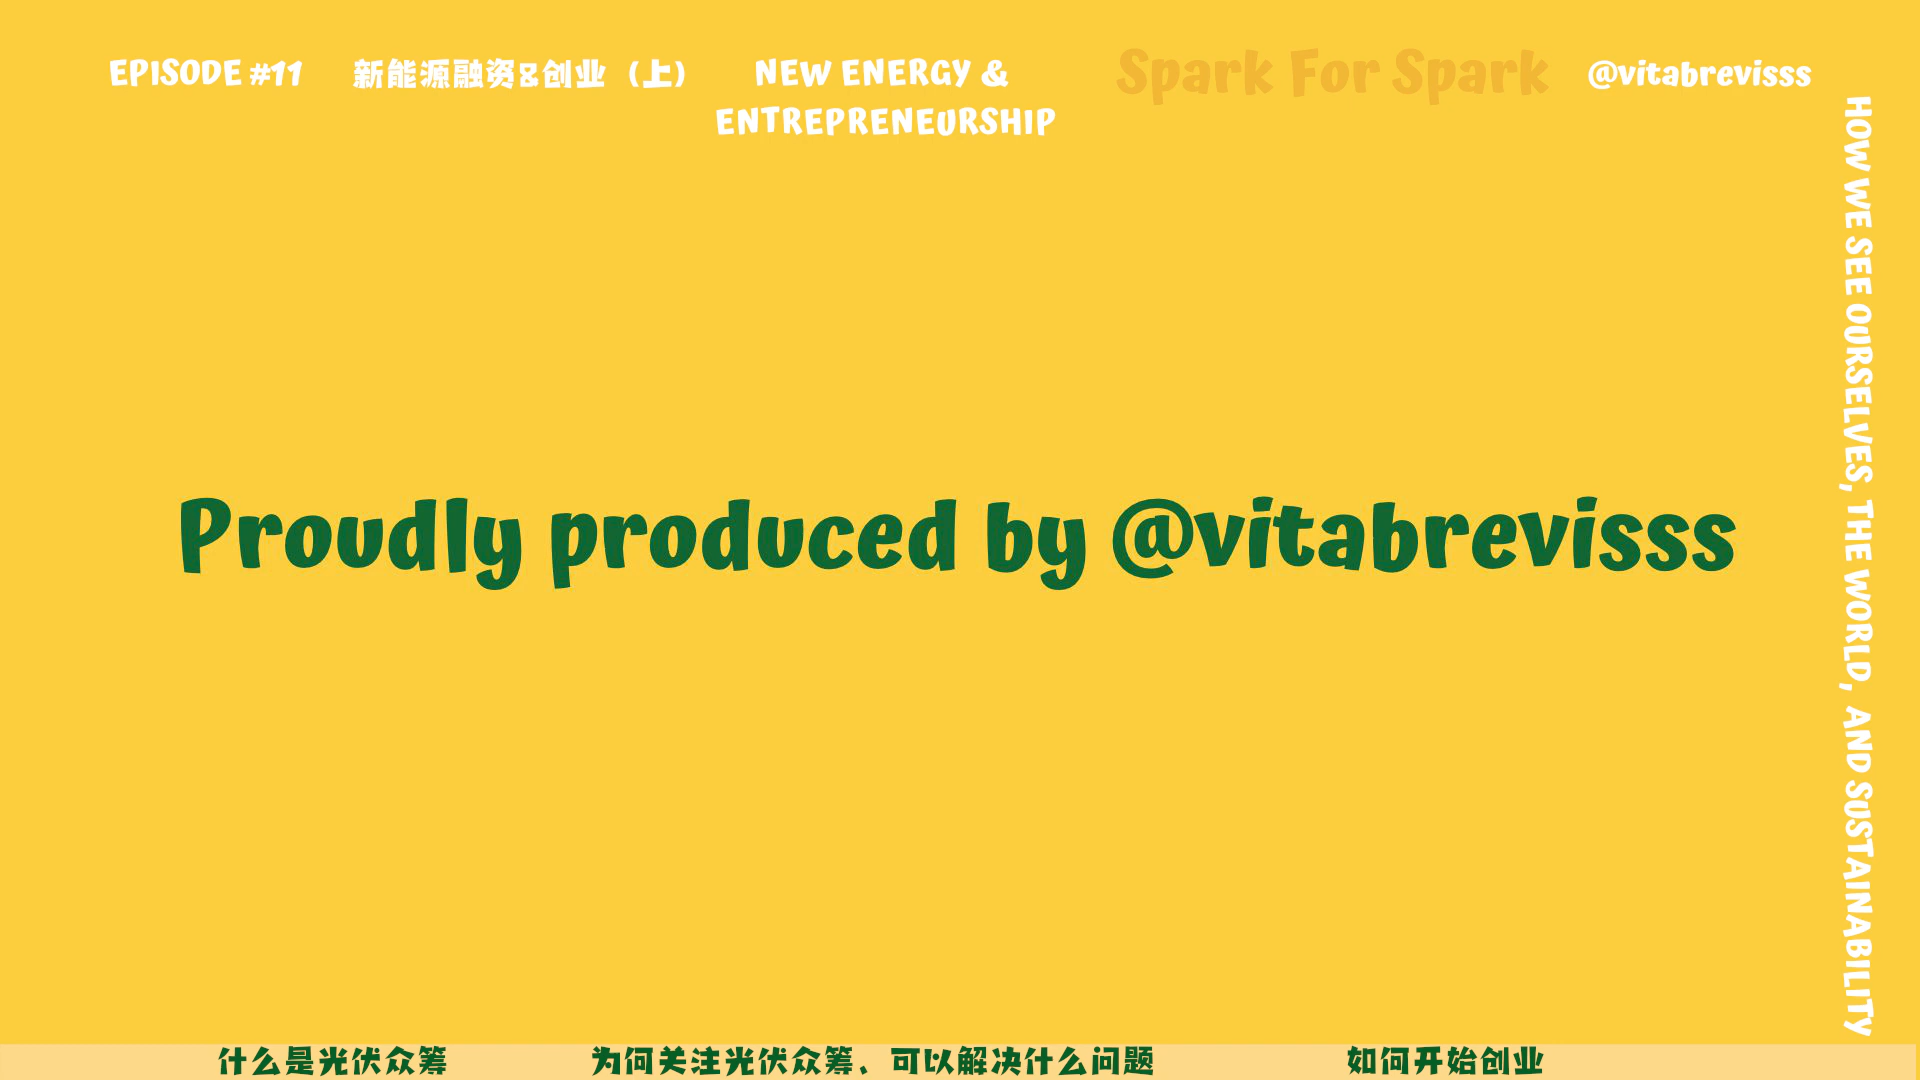 EPISODE #11
新能源融资&创业（上）
NEW ENERGY &
ENTREPRENEURSHIP
Spark For Spark
@vitabrevisss
HOW WE SEE OURSELVES, THE WORLD, AND SUSTAINABILITY
Proudly produced by @vitabrevisss
什么是光伏众筹
为何关注光伏众筹、可以解决什么问题
如何开始创业